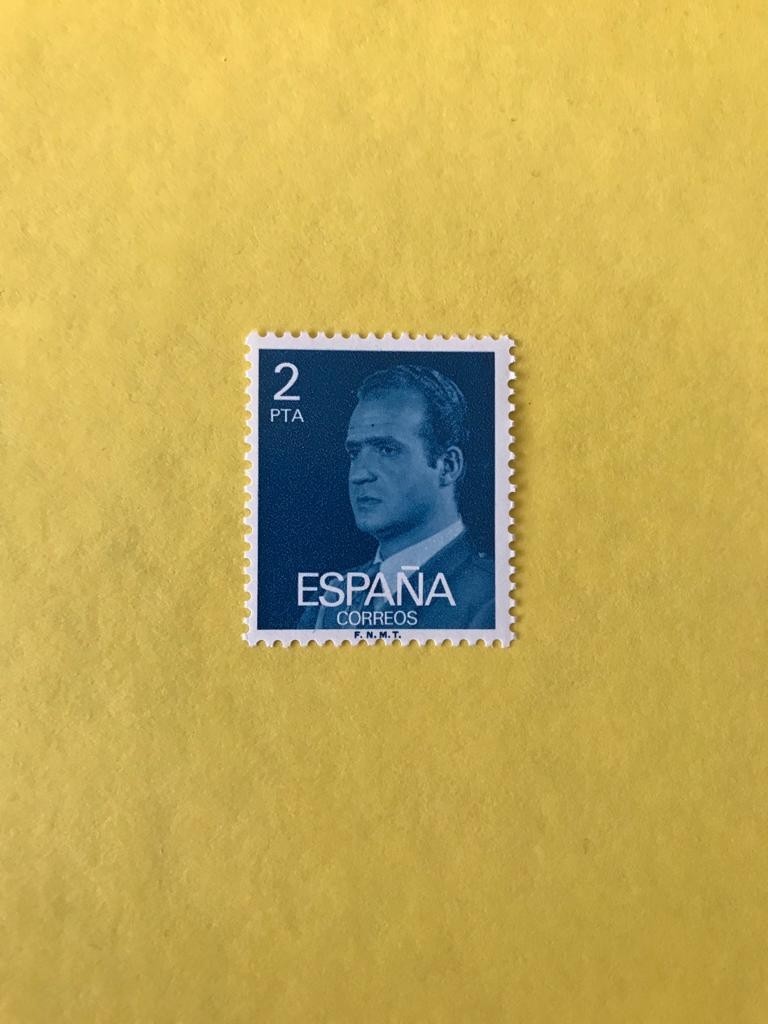 2
PTA
ESPAÑA
CORREOS
F. N. M. T.